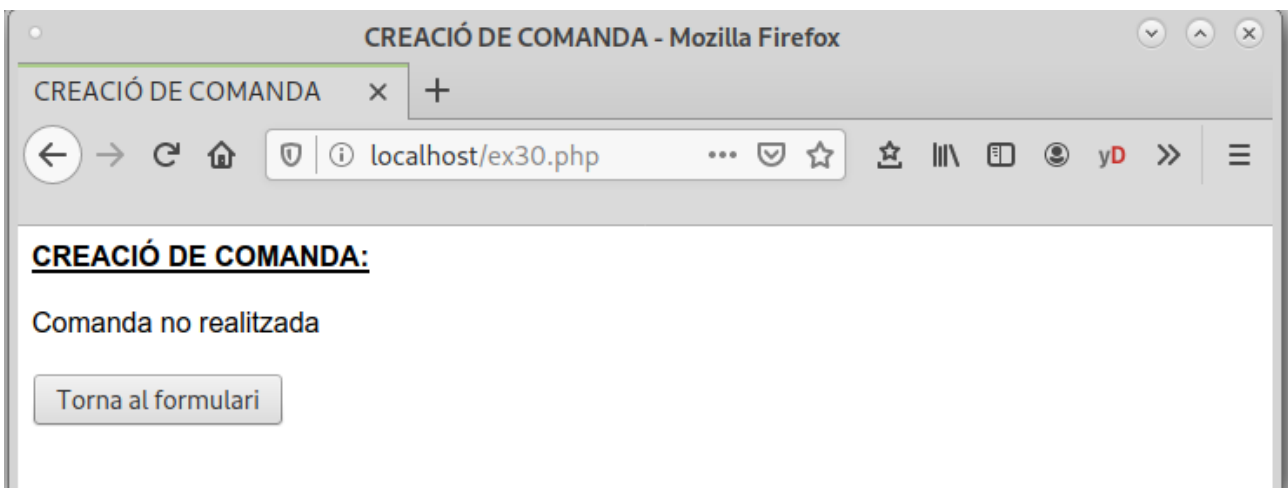 CREACIÓ DE COMANDA - Mozilla Firefox
CREACIÓ DE COMANDA
localhost/ex30.php
yD
CREACIÓ DE COMANDA:
Comanda no realitzada
Torna al formulari